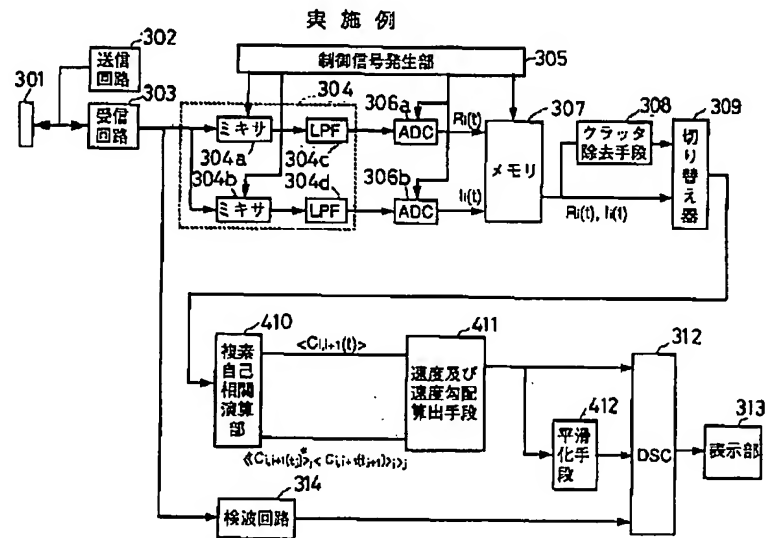 実施例
302
送信
回路
301
303
受信
回路
制御信号発生部
305
304
ミキサ
304a
LPF
304c
304b
ミキサ
LPF
304d
306a
ADC
Ri(t)
306b
ADC
Ii(t)
307
メモリ
308
クラッタ
除去手段
Ri(t), Ii(t)
309
切り替え器
410
複素
自己
相関
演算
部
<Ci,i+1(t)>
411
速度及び
速度勾配
算出手段
412
平滑
化手
段
312
DSC
313
表示部
314
検波回路